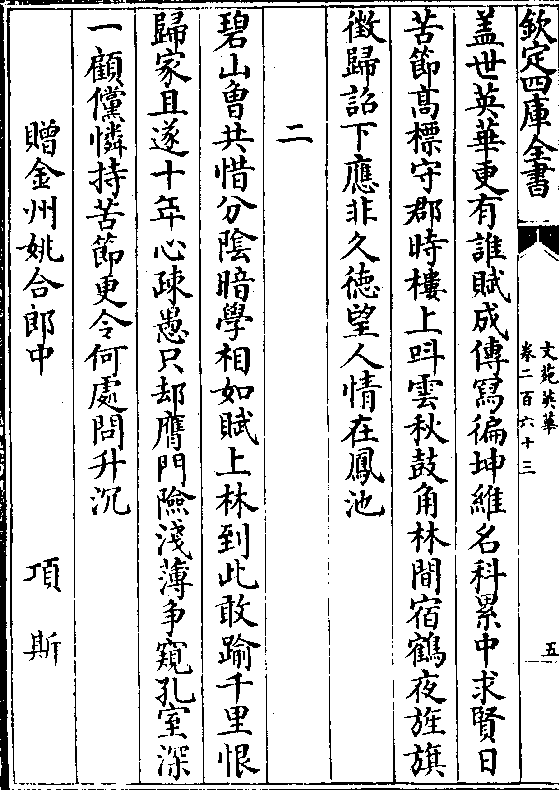 欽定四庫全書
文苑英華
卷二百六十三
五
蓋世英華更有誰賦成傳冩徧坤維名科累中求賢日
苦節髙標守郡時樓上呌雲秋鼓角林間宿鶴夜旌旗
徵歸詔下應非久徳望人情在鳳池
二
碧山曾共惜分隂暗學相如賦上林到此敢踰千里恨
歸家且遂十年心疎愚只却膺門險淺薄爭窺孔室深
一顧儻憐持苦節更令何處問升沉
贈金州姚合郎中
項斯